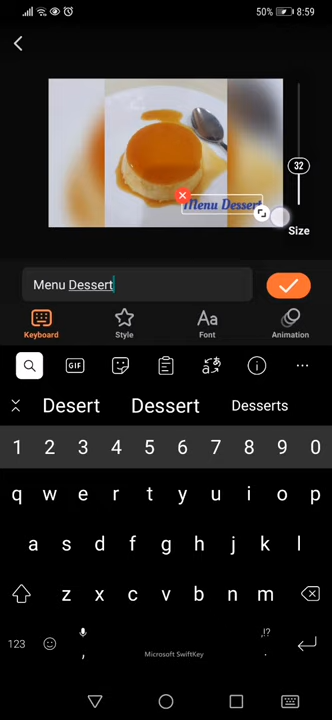 50% 8:59
32
Menu Dessert
Size
Menu Dessert
Keyboard Style Font Animation
GIF
Desert Dessert Desserts
1 2 3 4 5 6 7 8 9 0
q w e r t y u i o p
a s d f g h j k l
z x c v b n m
123 , Microsoft SwiftKey ,!? .